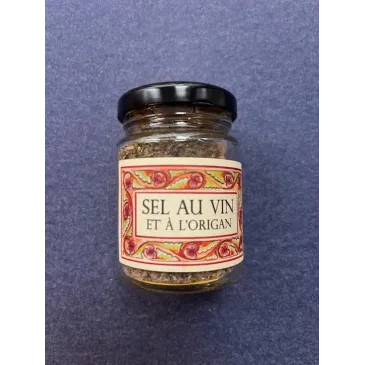 SEL AU VIN
ET À L'ORIGAN